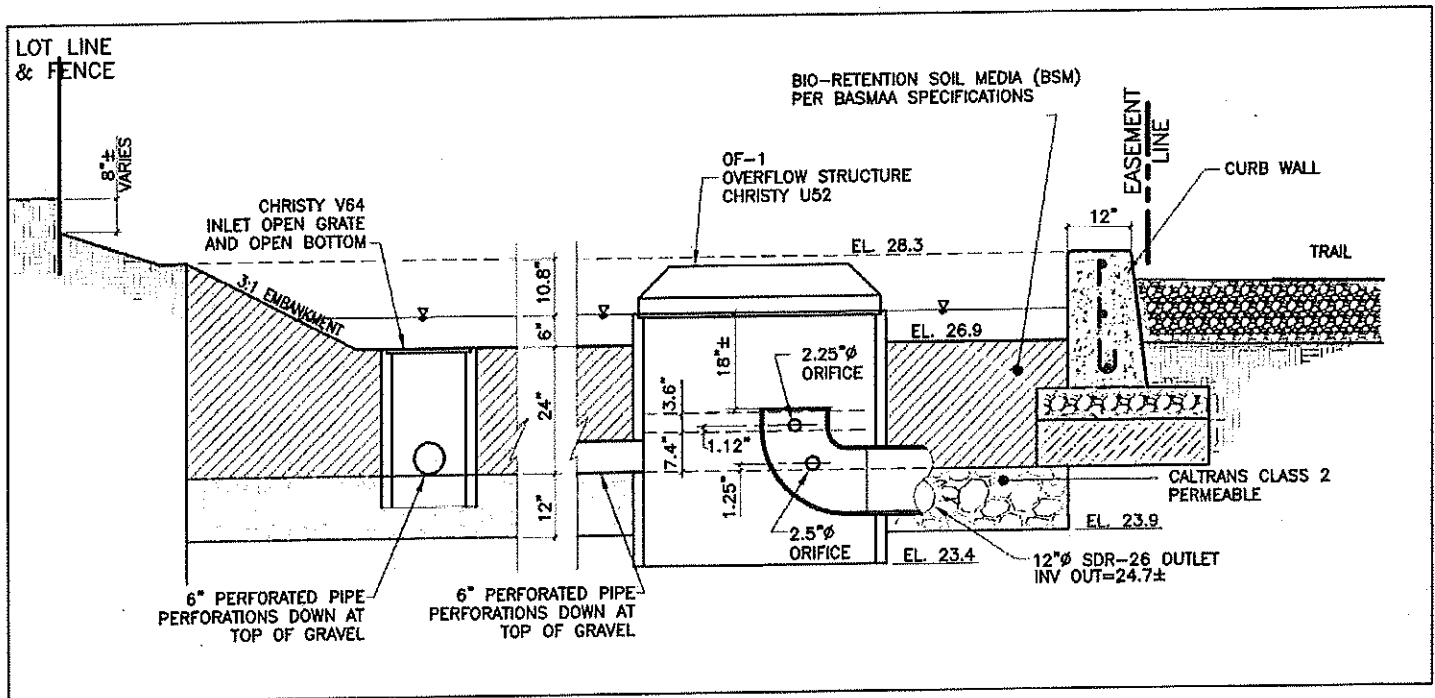 LOT LINE
& FENCE
8"±
VARIES
CHRISTY V64
INLET OPEN GRATE
AND OPEN BOTTOM
3:1 EMBANKMENT
OF-1
OVERFLOW STRUCTURE
CHRISTY U52
BIO-RETENTION SOIL MEDIA (BSM)
PER BASMAA SPECIFICATIONS
EASEMENT
LINE
CURB WALL
12"
TRAIL
EL. 28.3
10.8"
6"
24"
12"
EL. 26.9
18"±
2.25"Ø
ORIFICE
13.6"
1.12"
7.4"
1.25"
2.5"Ø
ORIFICE
CALTRANS CLASS 2
PERMEABLE
EL. 23.9
EL. 23.4
12"Ø SDR-26 OUTLET
INV OUT=24.7±
6" PERFORATED PIPE
PERFORATIONS DOWN AT
TOP OF GRAVEL
6" PERFORATED PIPE
PERFORATIONS DOWN AT
TOP OF GRAVEL